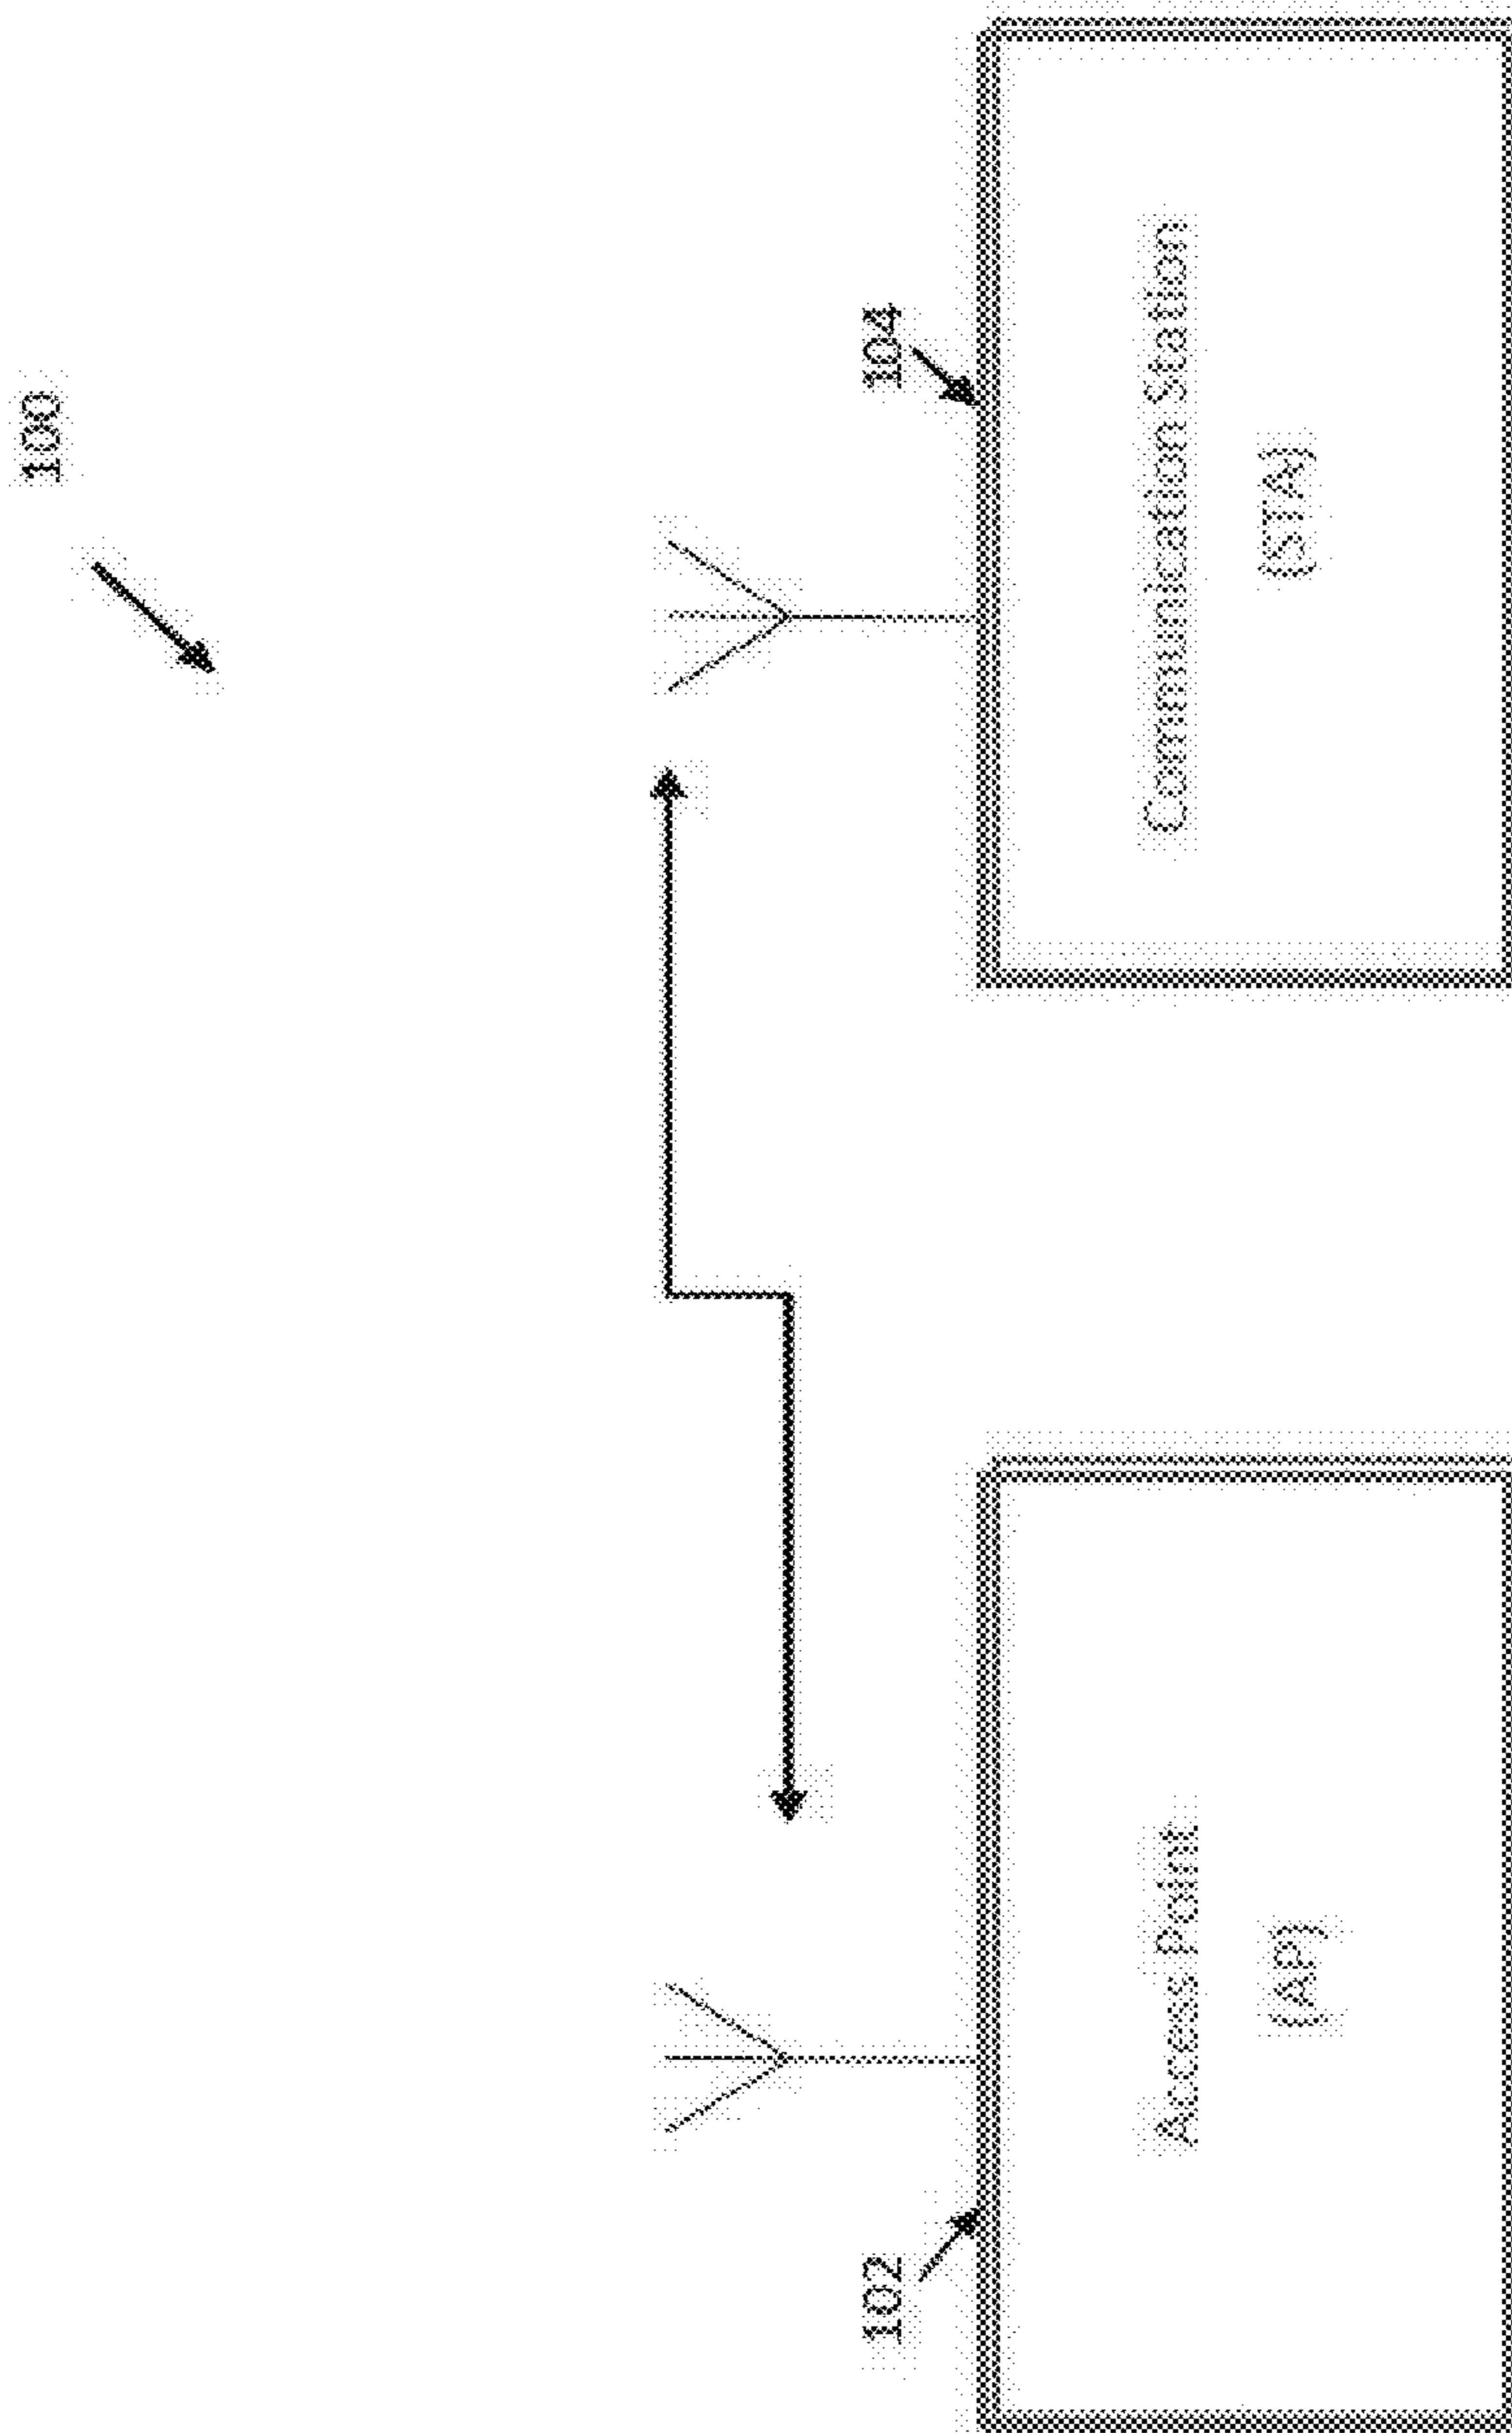 100
102
104
Access Point
(AP)
Communication Station
(STA)